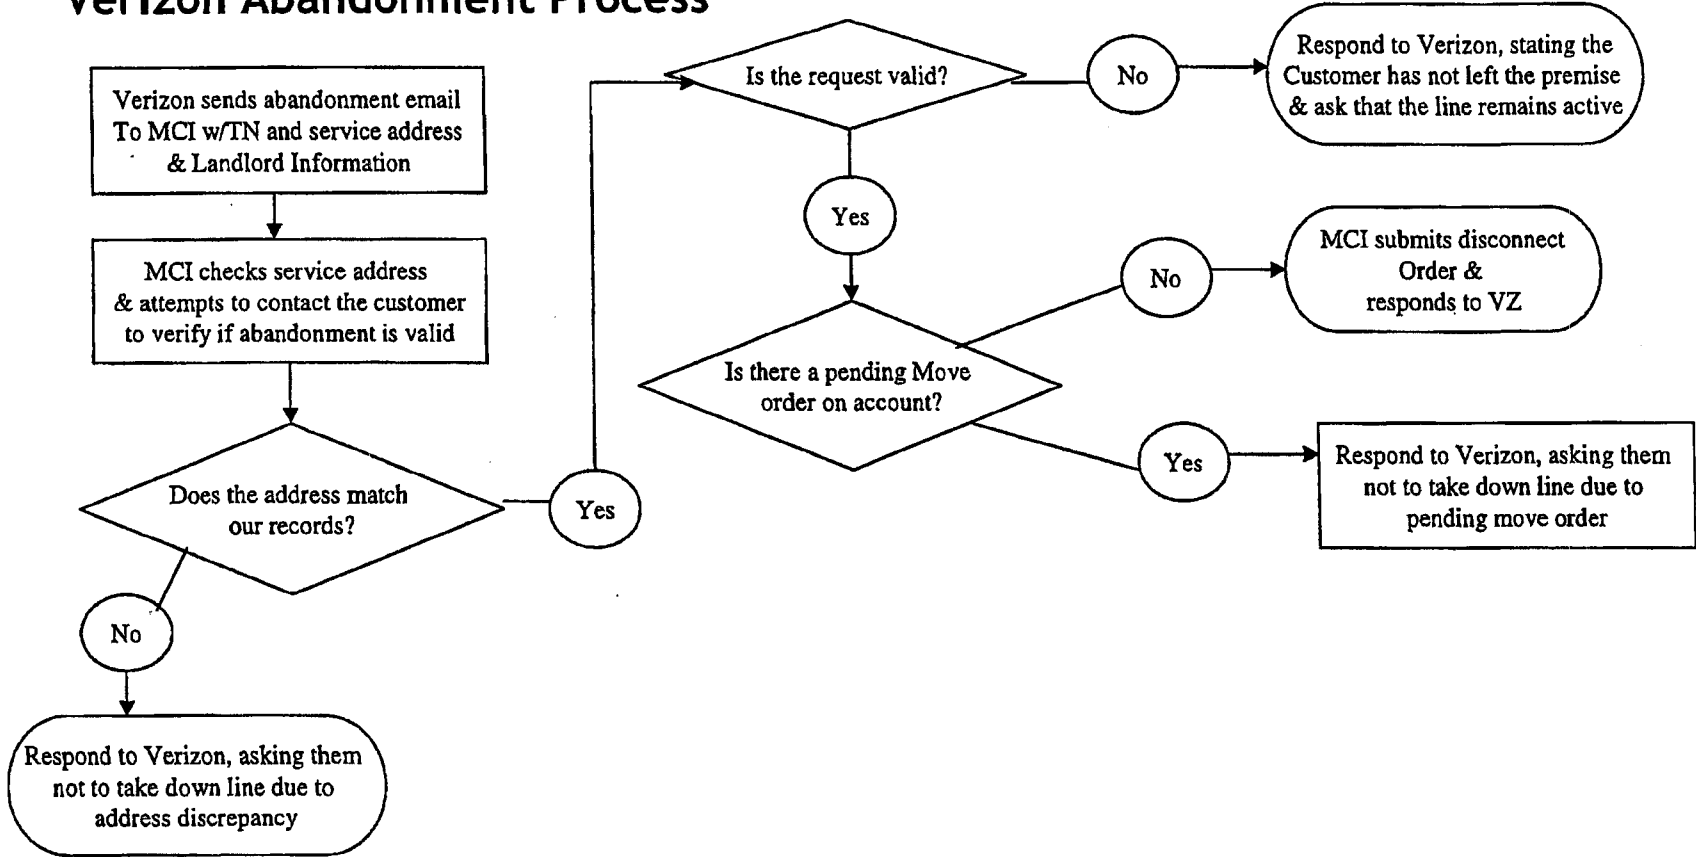 Verizon Abandonment Process
Verizon sends abandonment email
To MCI w/TN and service address
& Landlord Information
MCI checks service address
& attempts to contact the customer
to verify if abandonment is valid
Does the address match
our records?
No
Respond to Verizon, asking them
not to take down line due to
address discrepancy
Yes
Is the request valid?
No
Respond to Verizon, stating the
Customer has not left the premise
& ask that the line remains active
Yes
Is there a pending Move
order on account?
No
MCI submits disconnect
Order &
responds to VZ
Yes
Respond to Verizon, asking them
not to take down line due to
pending move order